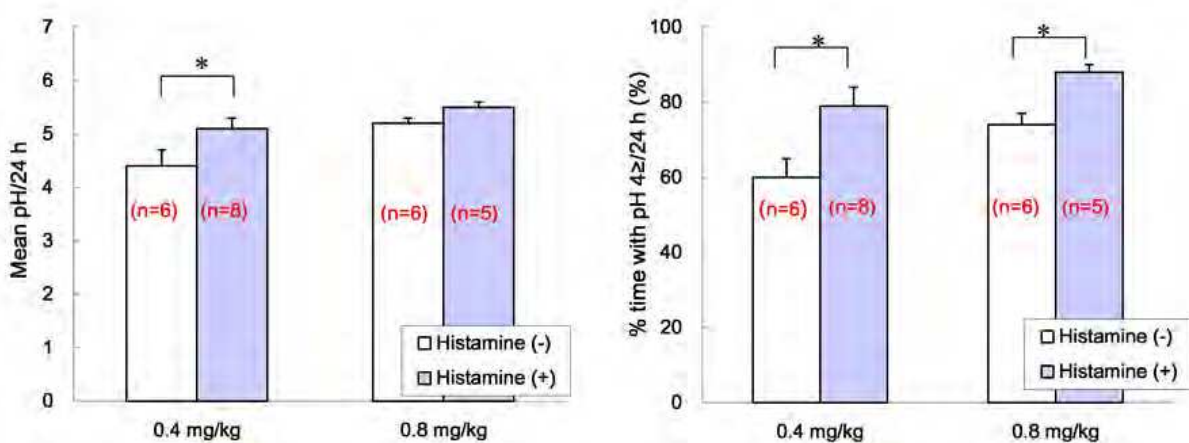 Mean pH/24 h
7
6
5
4
3
2
1
0
*
(n=6)
(n=8)
(n=6)
(n=5)
Histamine (-)
Histamine (+)
0.4 mg/kg
0.8 mg/kg
% time with pH 4≥/24 h (%)
100
80
60
40
20
0
*
*
(n=6)
(n=8)
(n=6)
(n=5)
Histamine (-)
Histamine (+)
0.4 mg/kg
0.8 mg/kg